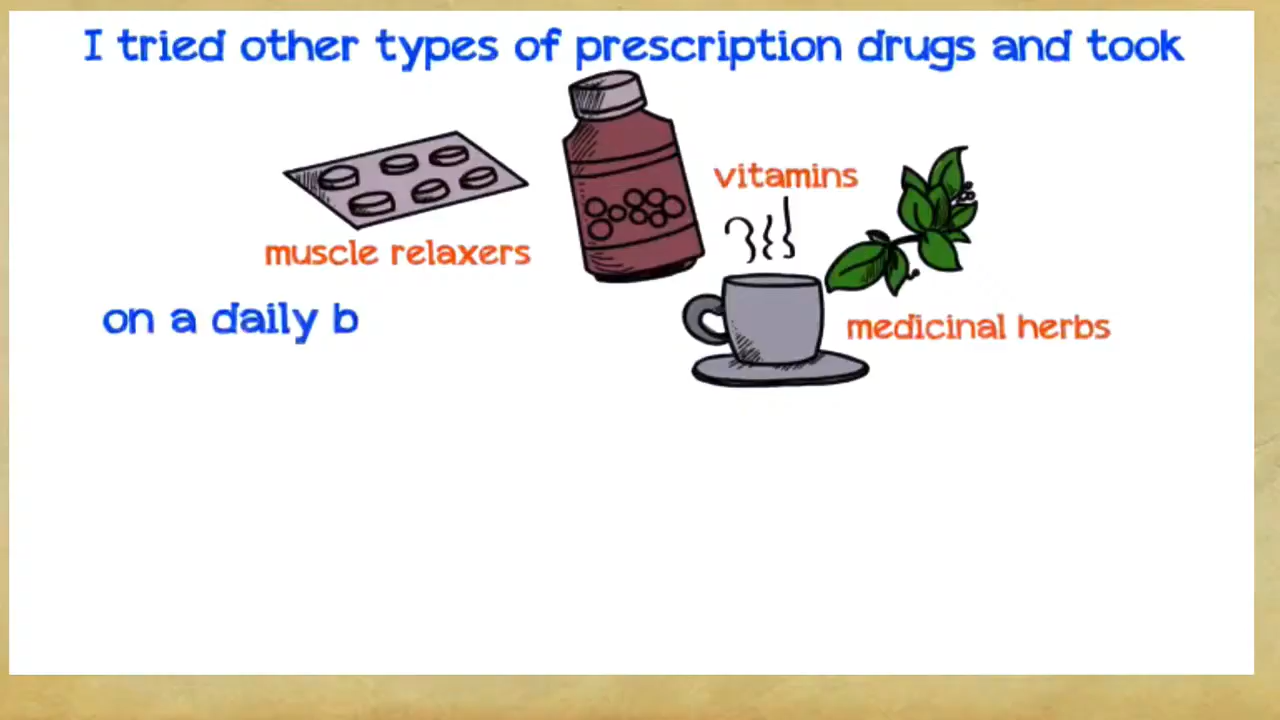 I tried other types of prescription drugs and took
vitamins
muscle relaxers
on a daily b
medicinal herbs